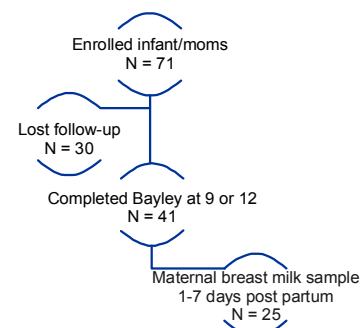 Enrolled infant/moms
N = 71
Lost follow-up
N = 30
Completed Bayley at 9 or 12
N = 41
Maternal breast milk sample
1-7 days post partum
N = 25